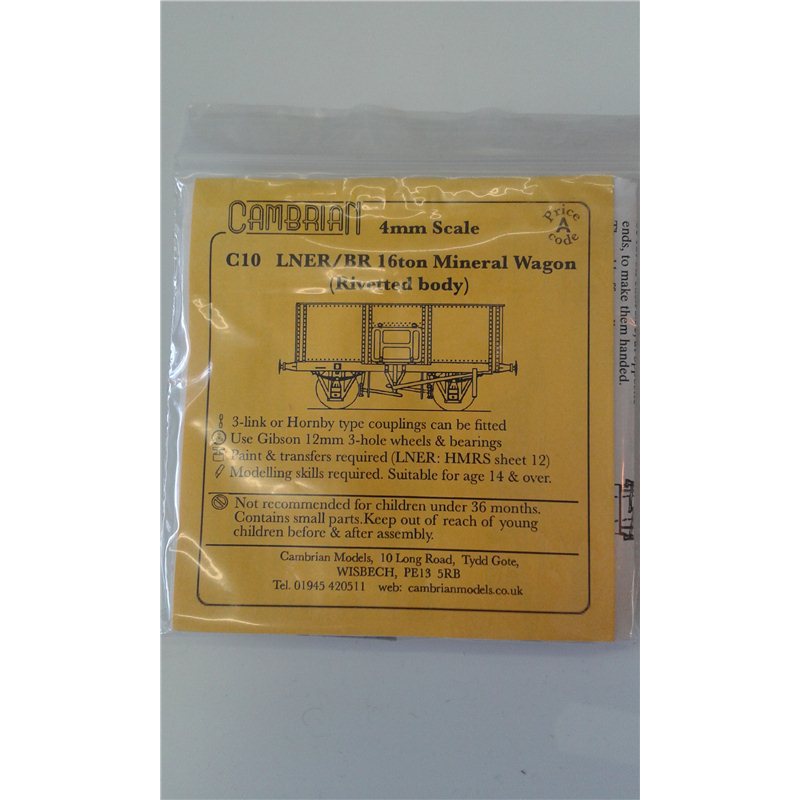 CAMBRIAN 4mm Scale
Price
A
code
C10 LNER/BR 16ton Mineral Wagon
(Rivetted body)
3-link or Hornby type couplings can be fitted
Use Gibson 12mm 3-hole wheels & bearings
Paint & transfers required (LNER: HMRS sheet 12)
Modelling skills required. Suitable for age 14 & over.
Not recommended for children under 36 months.
Contains small parts.Keep out of reach of young
children before & after assembly.
Cambrian Models, 10 Long Road, Tydd Gote,
WISBECH, PE13 5RB
Tel. 01945 420511 web: cambrianmodels.co.uk
ends, to make them handed.